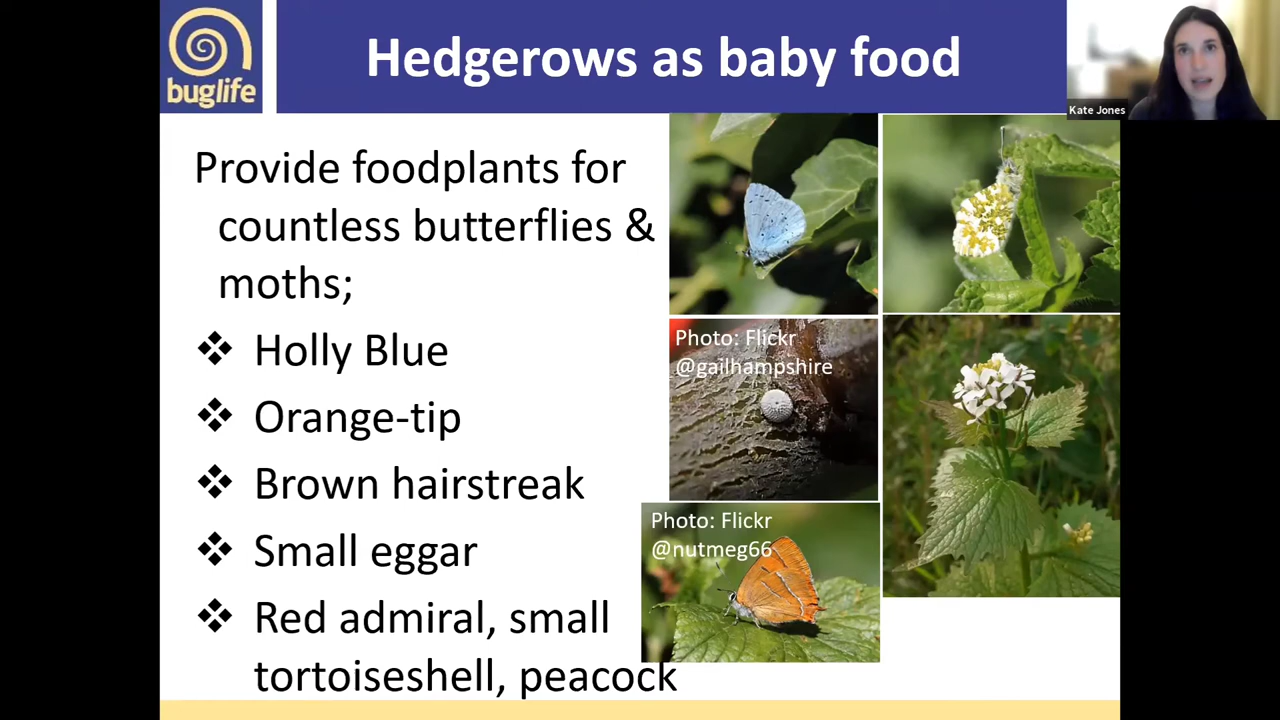 buglife
Hedgerows as baby food
Kate Jones
Provide foodplants for
countless butterflies &
moths;
❖ Holly Blue
❖ Orange-tip
❖ Brown hairstreak
❖ Small eggar
❖ Red admiral, small
tortoiseshell, peacock
Photo: Flickr
@gailhampshire
Photo: Flickr
@nutmeg66